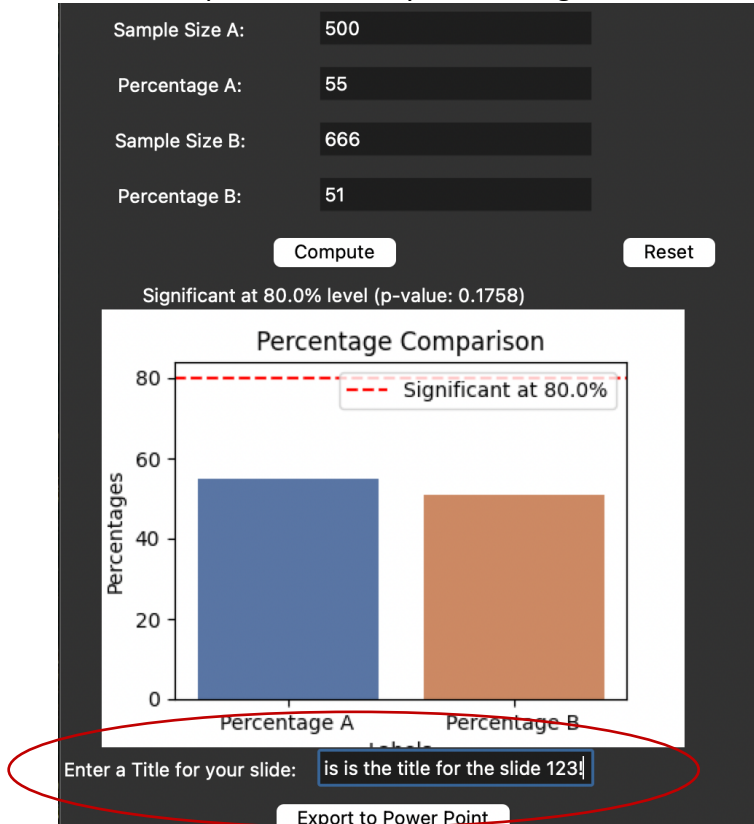 Sample Size A: 500
Percentage A: 55
Sample Size B: 666
Percentage B: 51
Compute Reset
Significant at 80.0% level (p-value: 0.1758)
Percentage Comparison
80
Significant at 80.0%
60
Percentages
40
20
0
Percentage A Percentage B
Labels
Enter a Title for your slide: is is the title for the slide 123!
Export to Power Point